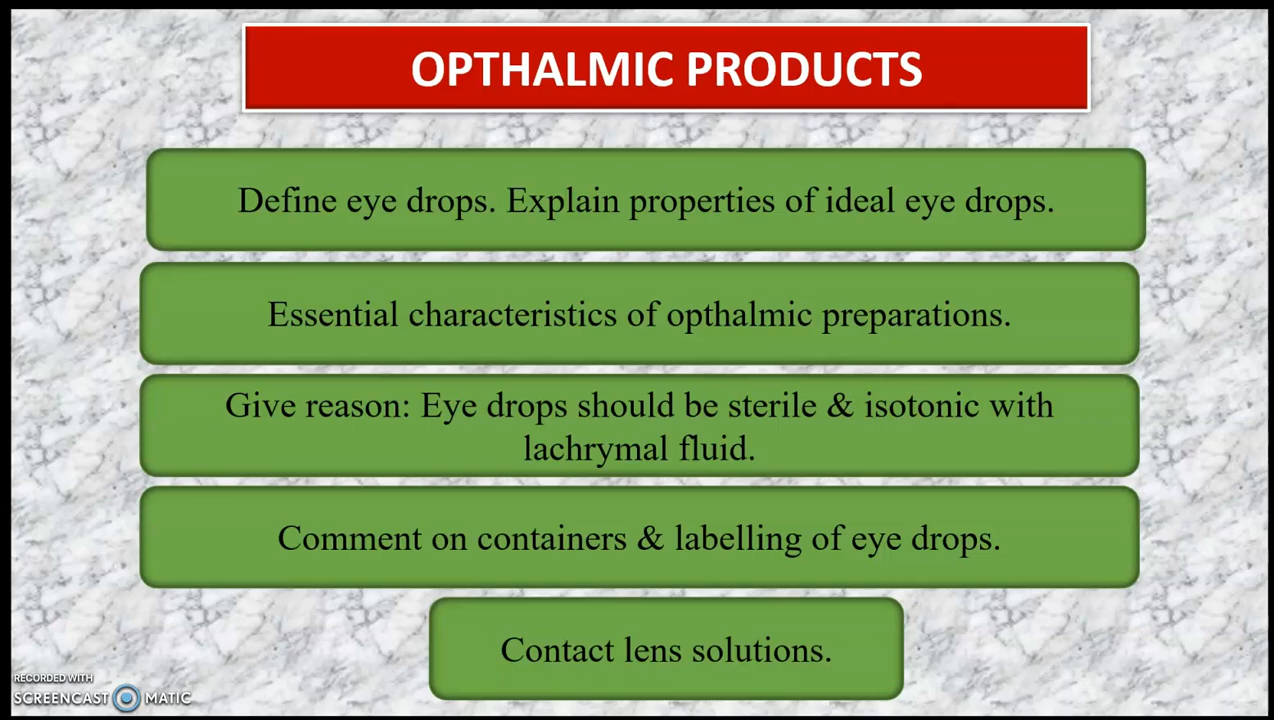 OPTHALMIC PRODUCTS
Define eye drops. Explain properties of ideal eye drops.
Essential characteristics of opthalmic preparations.
Give reason: Eye drops should be sterile & isotonic with
lachrymal fluid.
Comment on containers & labelling of eye drops.
Contact lens solutions.
RECORDED WITH
SCREENCAST MATIC